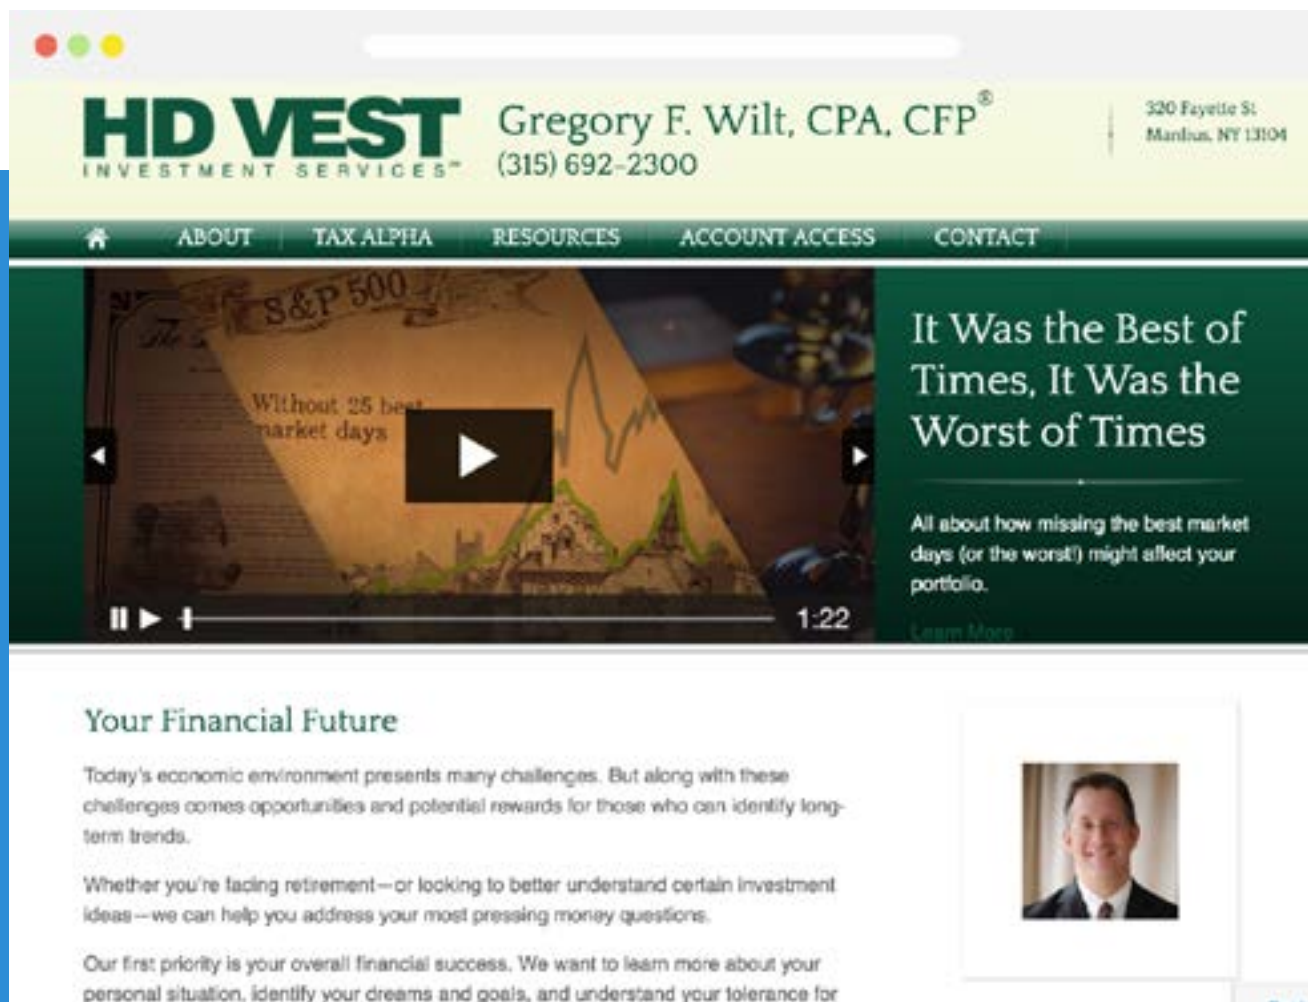 HD VEST
INVESTMENT SERVICES℠
Gregory F. Wilt, CPA, CFP®
(315) 692-2300
320 Fayette St.
Manlius, NY 13104
ABOUT
TAX ALPHA
RESOURCES
ACCOUNT ACCESS
CONTACT
S&P 500
The
Without 25 best
market days
1:22
It Was the Best of
Times, It Was the
Worst of Times
All about how missing the best market
days (or the worst!) might affect your
portfolio.
Learn More
Your Financial Future
Today's economic environment presents many challenges. But along with these
challenges comes opportunities and potential rewards for those who can identify long-
term trends.
Whether you're facing retirement—or looking to better understand certain investment
ideas—we can help you address your most pressing money questions.
Our first priority is your overall financial success. We want to learn more about your
personal situation, identify your dreams and goals, and understand your tolerance for